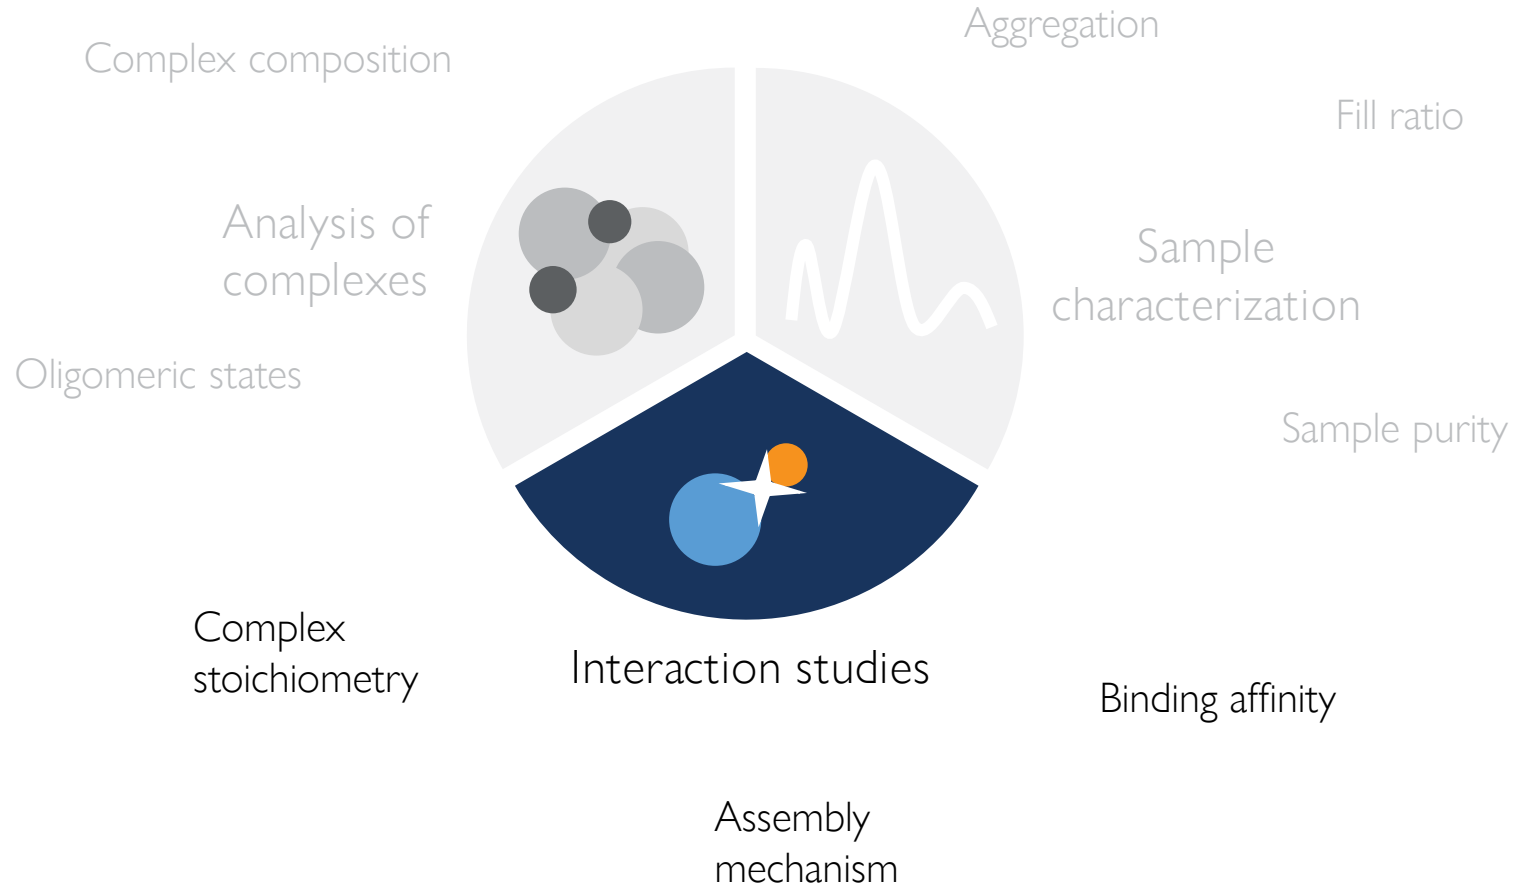 Complex composition
Aggregation
Fill ratio
Analysis of
complexes
Sample
characterization
Oligomeric states
Sample purity
Complex
stoichiometry
Interaction studies
Binding affinity
Assembly
mechanism